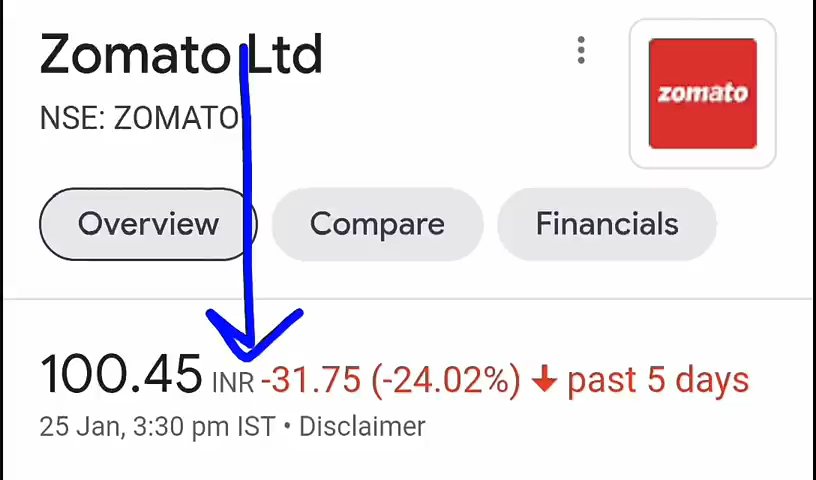 Zomato Ltd
zomato
NSE: ZOMATO
Overview Compare Financials
100.45 INR -31.75 (-24.02%) ↓ past 5 days
25 Jan, 3:30 pm IST • Disclaimer